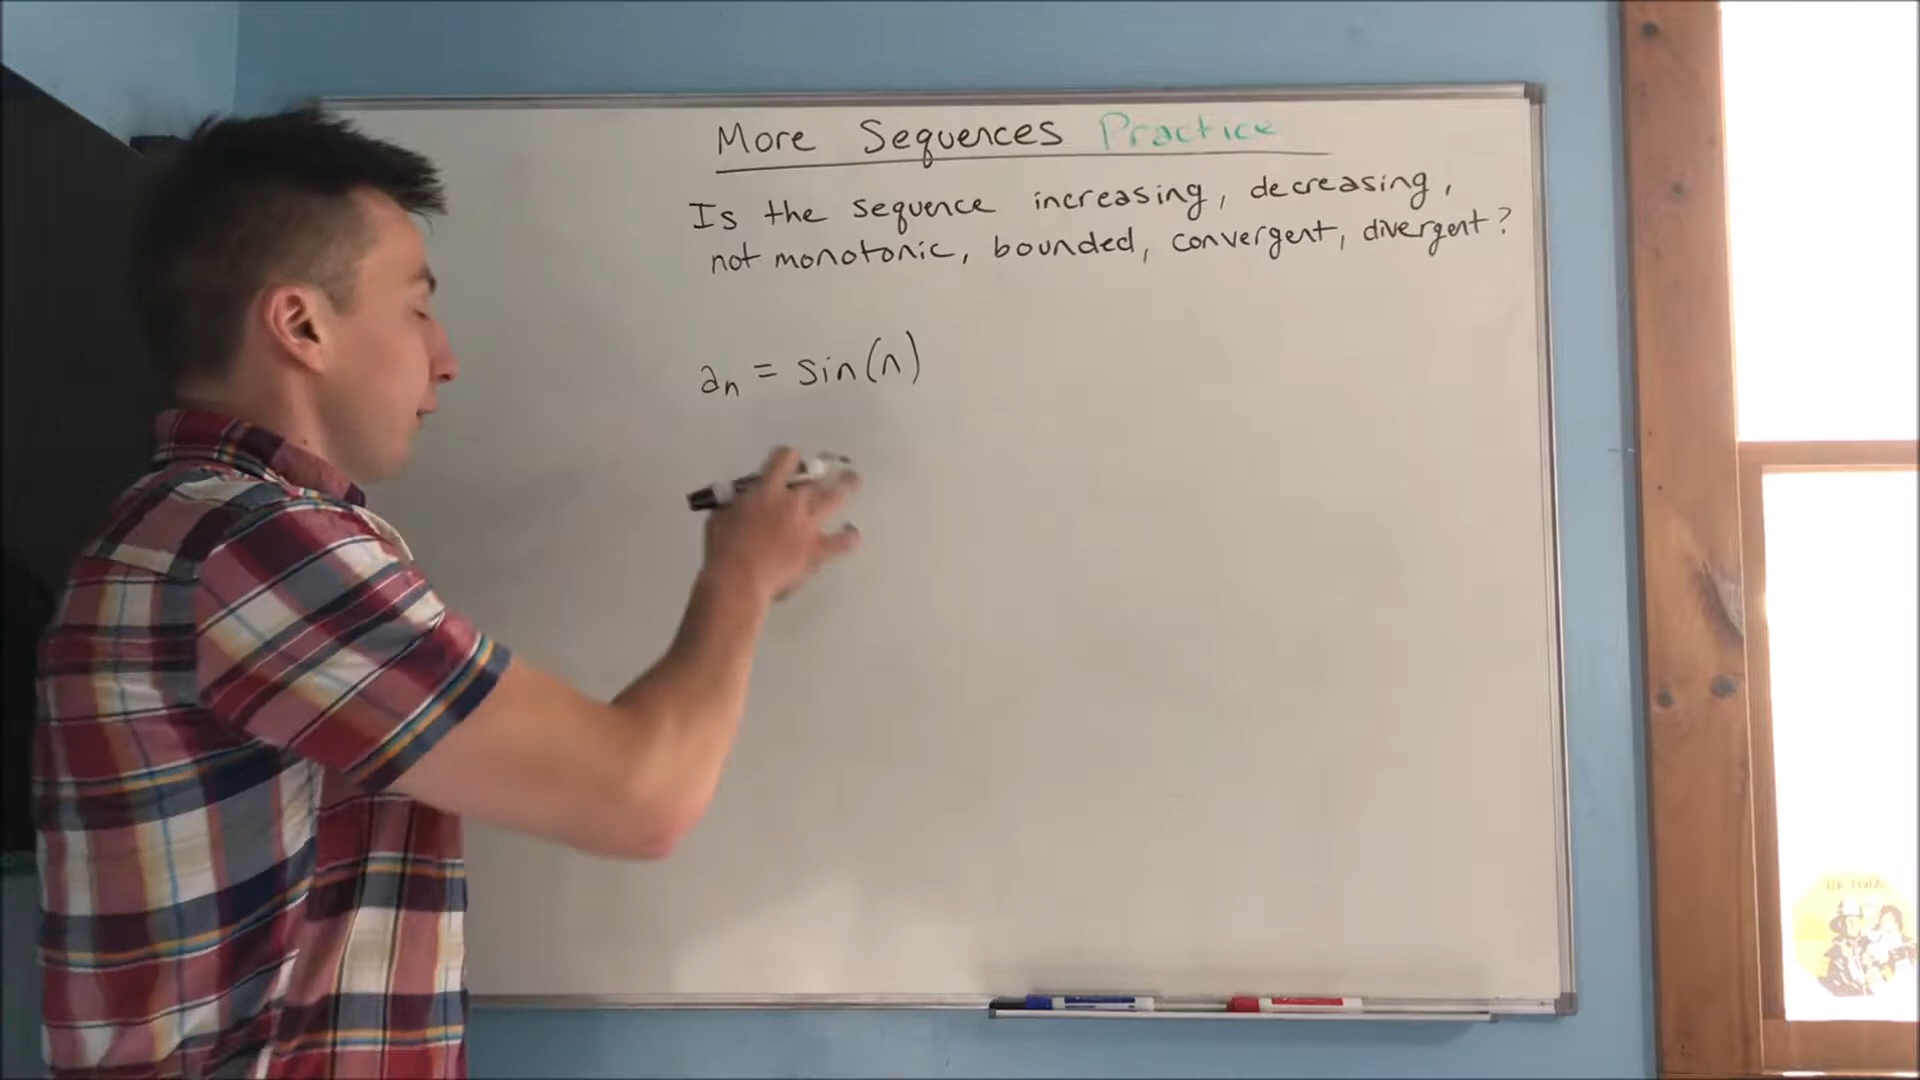 More Sequences Practice
Is the sequence increasing, decreasing,
not monotonic, bounded, convergent, divergent?
an = sin(n)